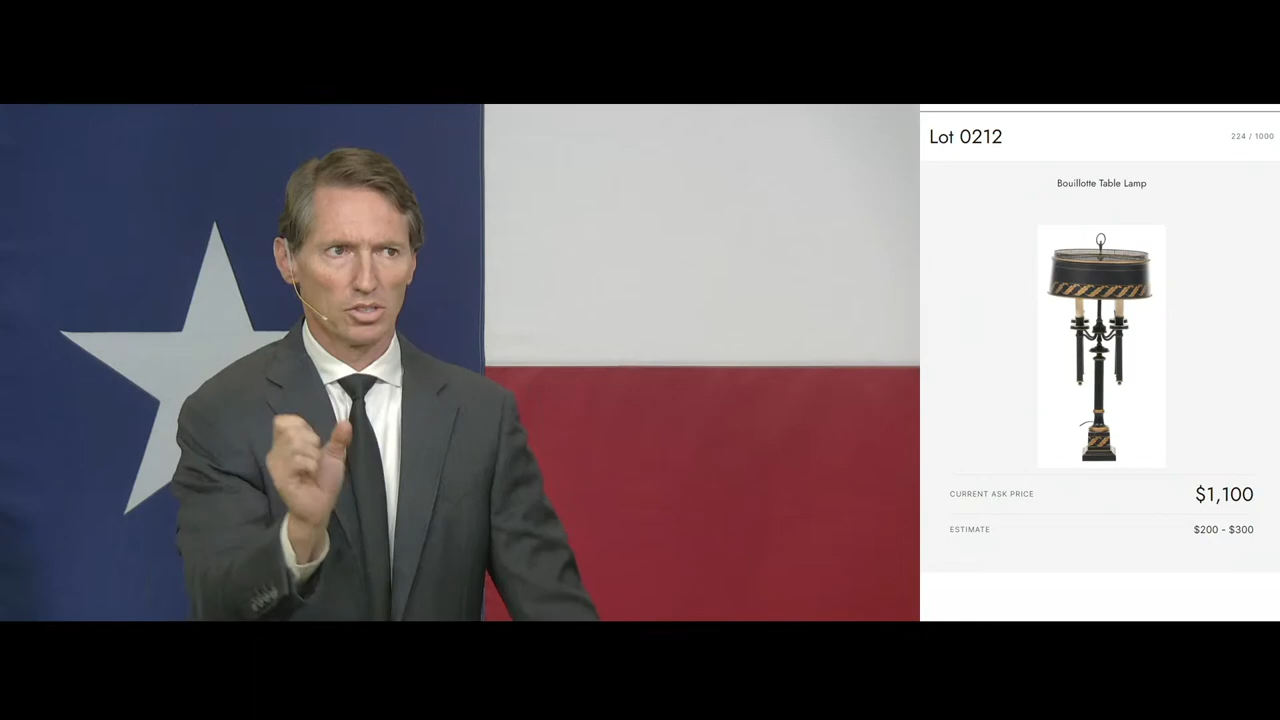 Lot 0212
224 / 1000
Bouillotte Table Lamp
CURRENT ASK PRICE
$1,100
ESTIMATE
$200 - $300